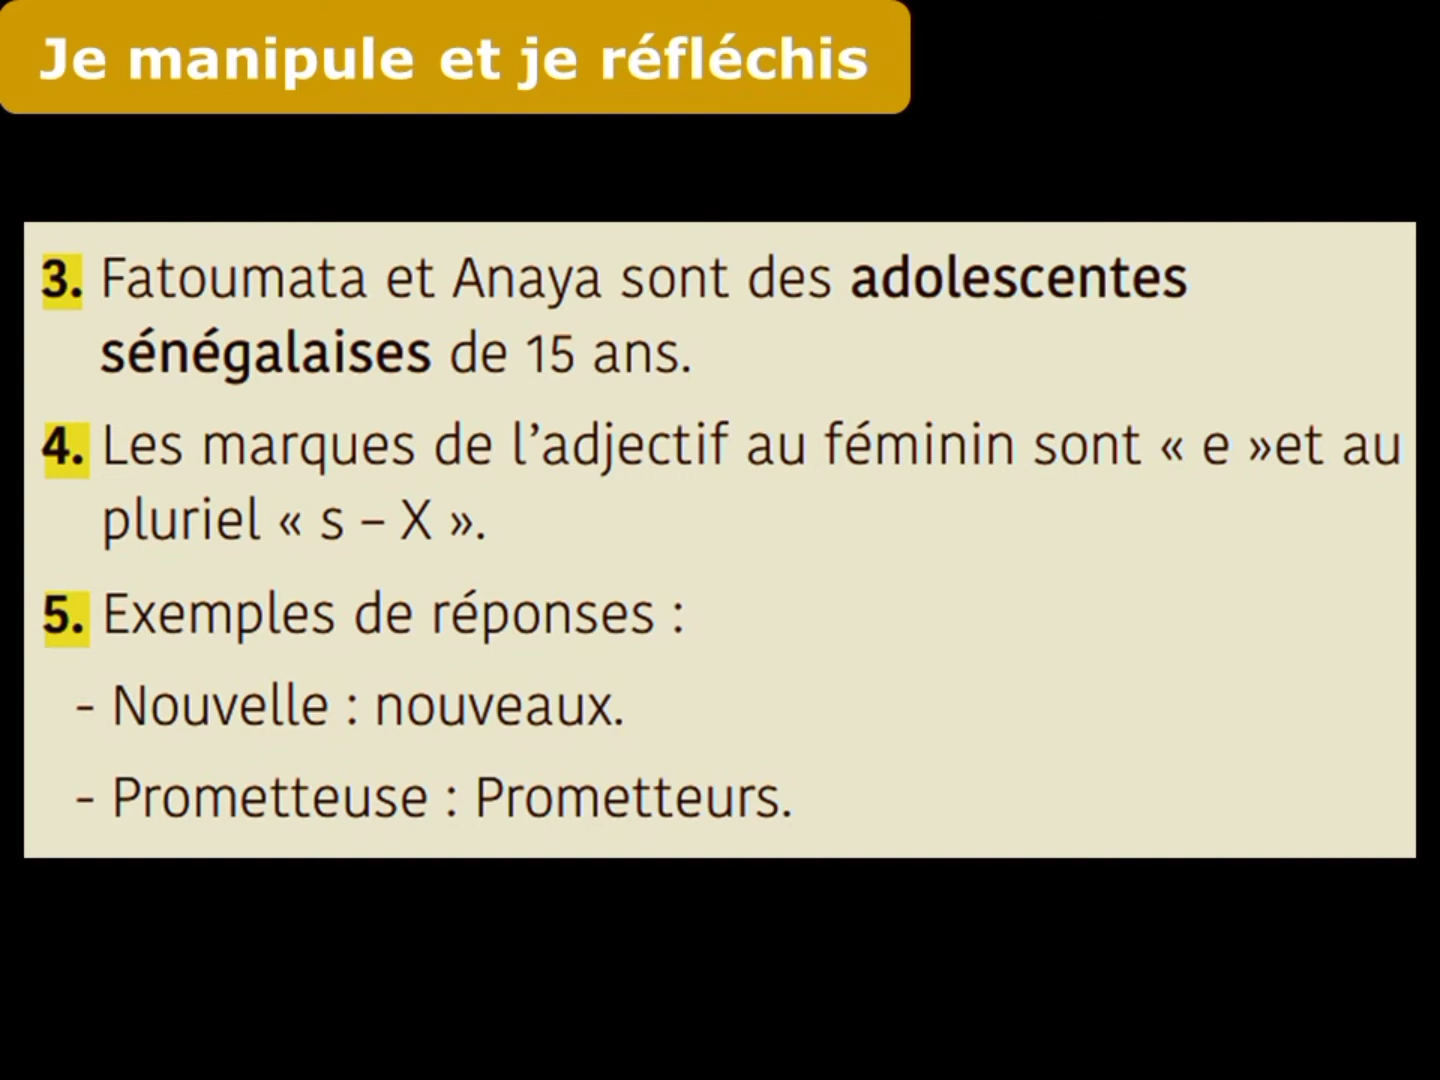 Je manipule et je réfléchis
3. Fatoumata et Anaya sont des adolescentes
sénégalaises de 15 ans.
4. Les marques de l’adjectif au féminin sont « e »et au
pluriel « s – X ».
5. Exemples de réponses :
- Nouvelle : nouveaux.
- Prometteuse : Prometteurs.